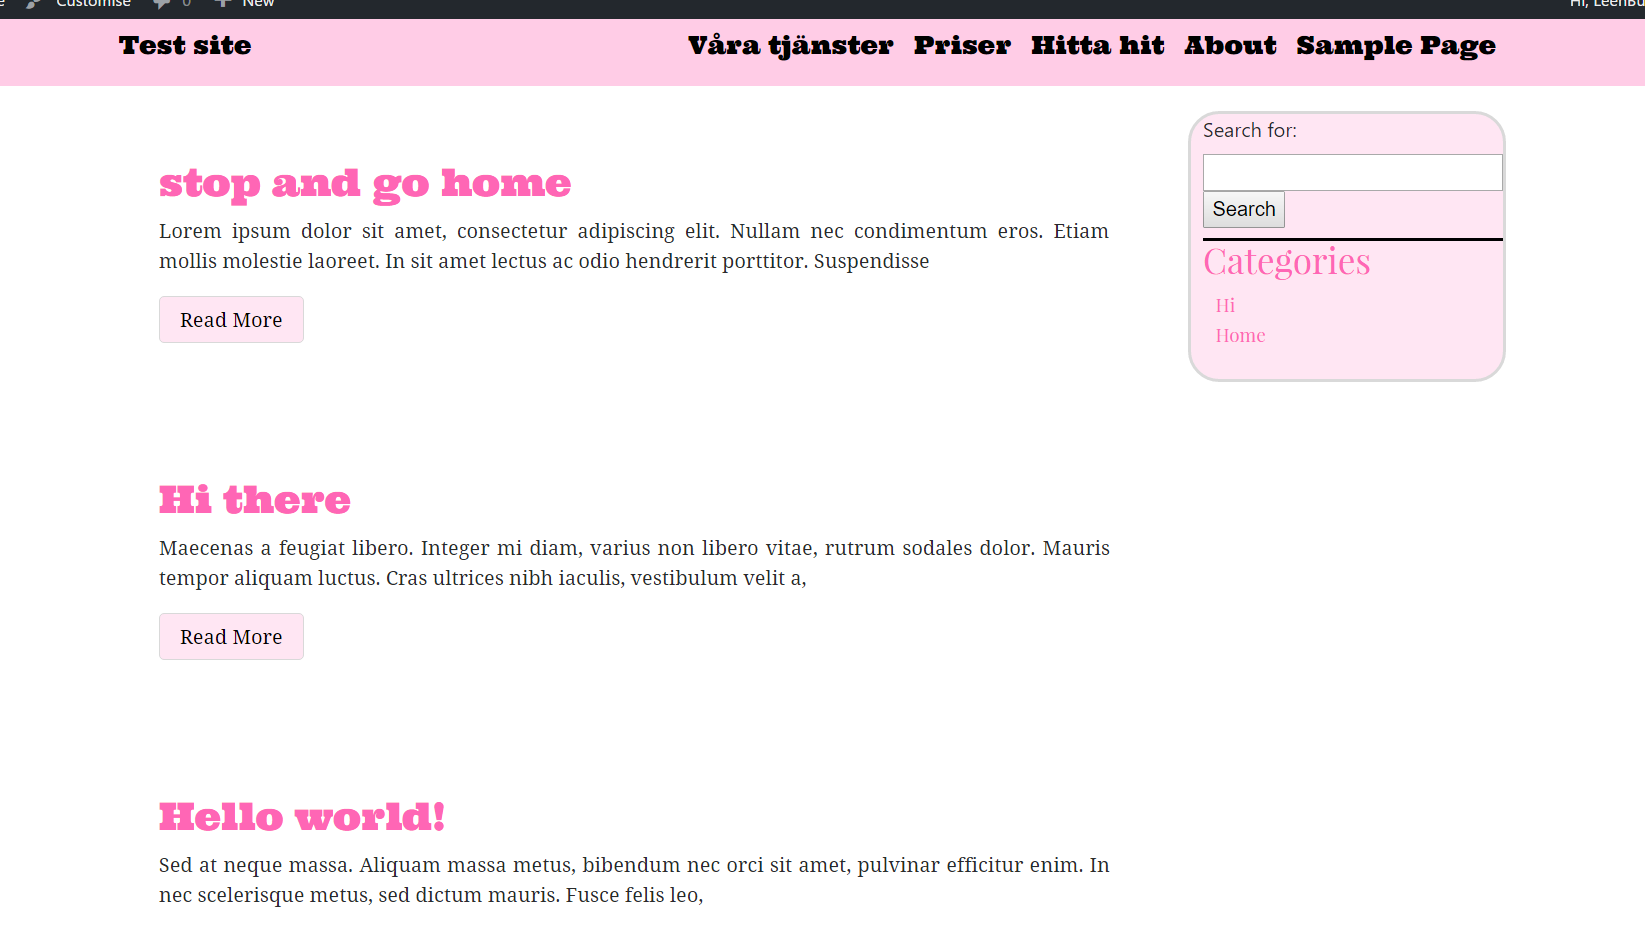 Customise 0 New
Test site Våra tjänster Priser Hitta hit About Sample Page
stop and go home
Lorem ipsum dolor sit amet, consectetur adipiscing elit. Nullam nec condimentum eros. Etiam
mollis molestie laoreet. In sit amet lectus ac odio hendrerit porttitor. Suspendisse
Read More
Hi there
Maecenas a feugiat libero. Integer mi diam, varius non libero vitae, rutrum sodales dolor. Mauris
tempor aliquam luctus. Cras ultrices nibh iaculis, vestibulum velit a,
Read More
Hello world!
Sed at neque massa. Aliquam massa metus, bibendum nec orci sit amet, pulvinar efficitur enim. In
nec scelerisque metus, sed dictum mauris. Fusce felis leo,
Search for:
Search
Categories
Hi
Home